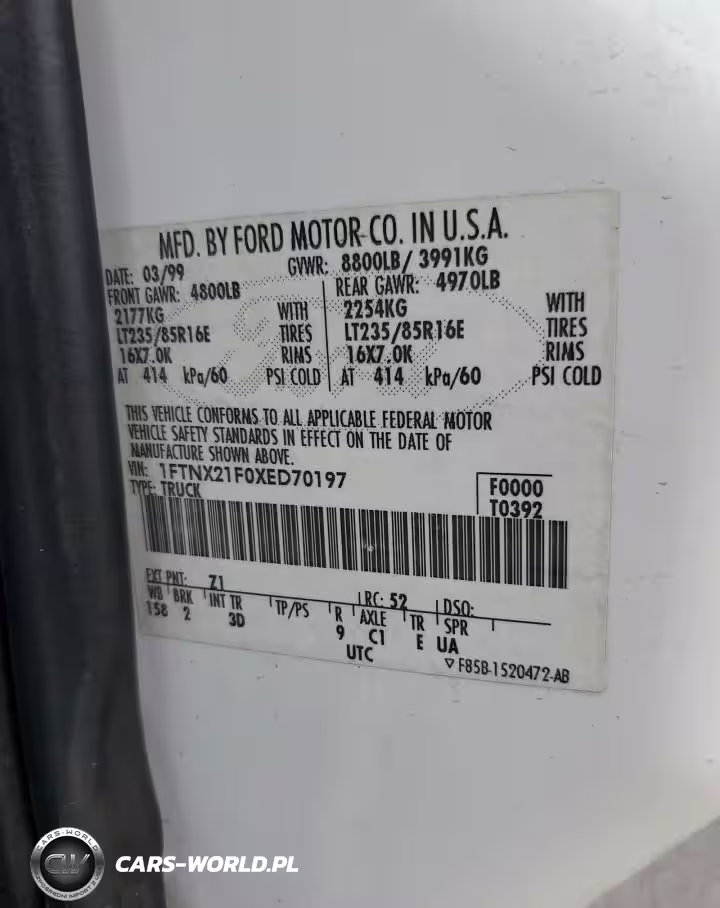 MFD. BY FORD MOTOR CO. IN U.S.A.
DATE: 03/99 GVWR: 8800LB/ 3991KG
FRONT GAWR: 4800LB REAR GAWR: 4970LB
2177KG WITH 2254KG WITH
LT235/85R16E TIRES LT235/85R16E TIRES
16X7.0K RIMS 16X7.0K RIMS
AT 414 kPa/60 PSI COLD AT 414 kPa/60 PSI COLD
THIS VEHICLE CONFORMS TO ALL APPLICABLE FEDERAL MOTOR
VEHICLE SAFETY STANDARDS IN EFFECT ON THE DATE OF
MANUFACTURE SHOWN ABOVE.
VIN: 1FTNX21F0XED70197
TYPE: TRUCK
F0000
T0392
EXT PNT: Z1 RC: 52 DSO:
WB BRK INT TR TP/PS R AXLE TR SPR
158 2 3D 9 C1 E UA
UTC
▽ F85B-1520472-AB
CARS-WORLD
CW
CARS-WORLD.PL